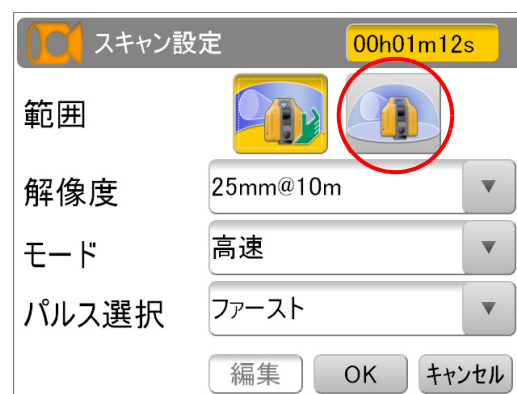 スキャン設定 00h01m12s
範囲
解像度 25mm@10m
モード 高速
パルス選択 ファースト
編集 OK キャンセル